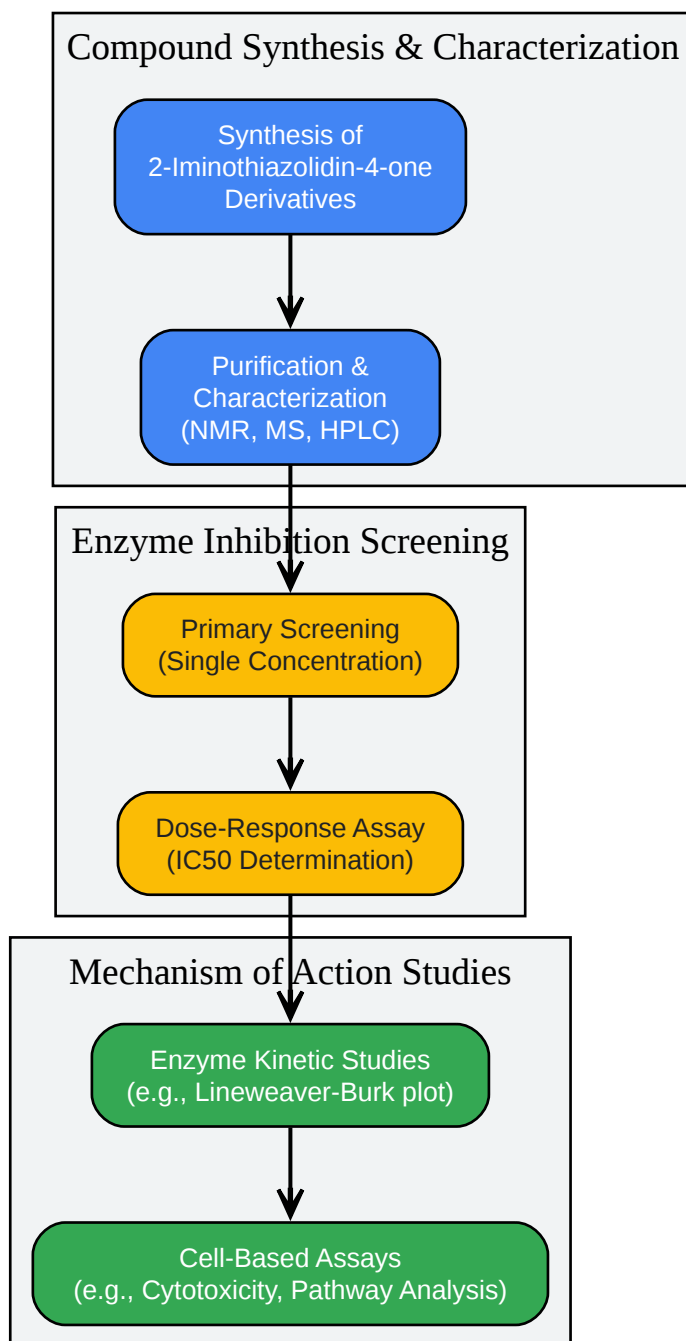 Compound Synthesis & Characterization
Synthesis of
2-Iminothiazolidin-4-one
Derivatives
Purification &
Characterization
(NMR, MS, HPLC)
Enzyme Inhibition Screening
Primary Screening
(Single Concentration)
Dose-Response Assay
(IC50 Determination)
Mechanism of Action Studies
Enzyme Kinetic Studies
(e.g., Lineweaver-Burk plot)
Cell-Based Assays
(e.g., Cytotoxicity, Pathway Analysis)